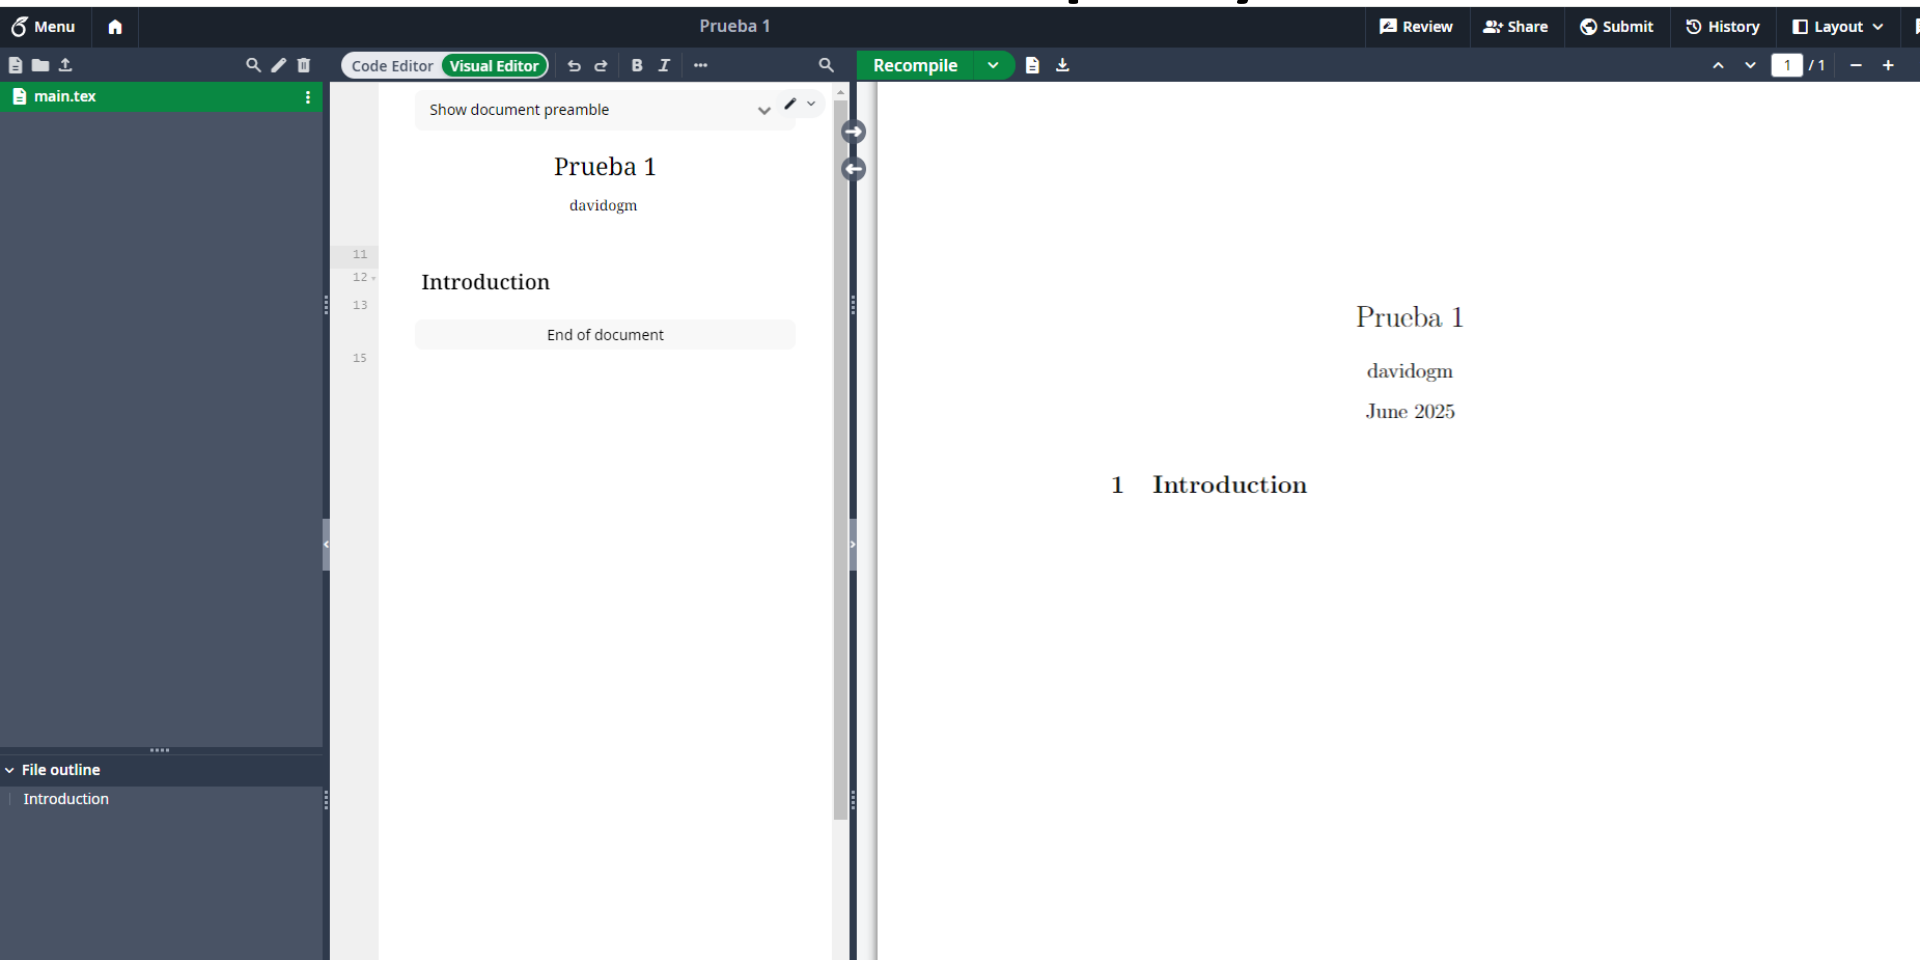 Menu
Prueba 1
Review
Share
Submit
History
Layout
Code Editor
Visual Editor
B I
Recompile
1 / 1
main.tex
Show document preamble
Prueba 1
davidogm
11
12
Introduction
13
End of document
15
File outline
Introduction
Prueba 1
davidogm
June 2025
1 Introduction